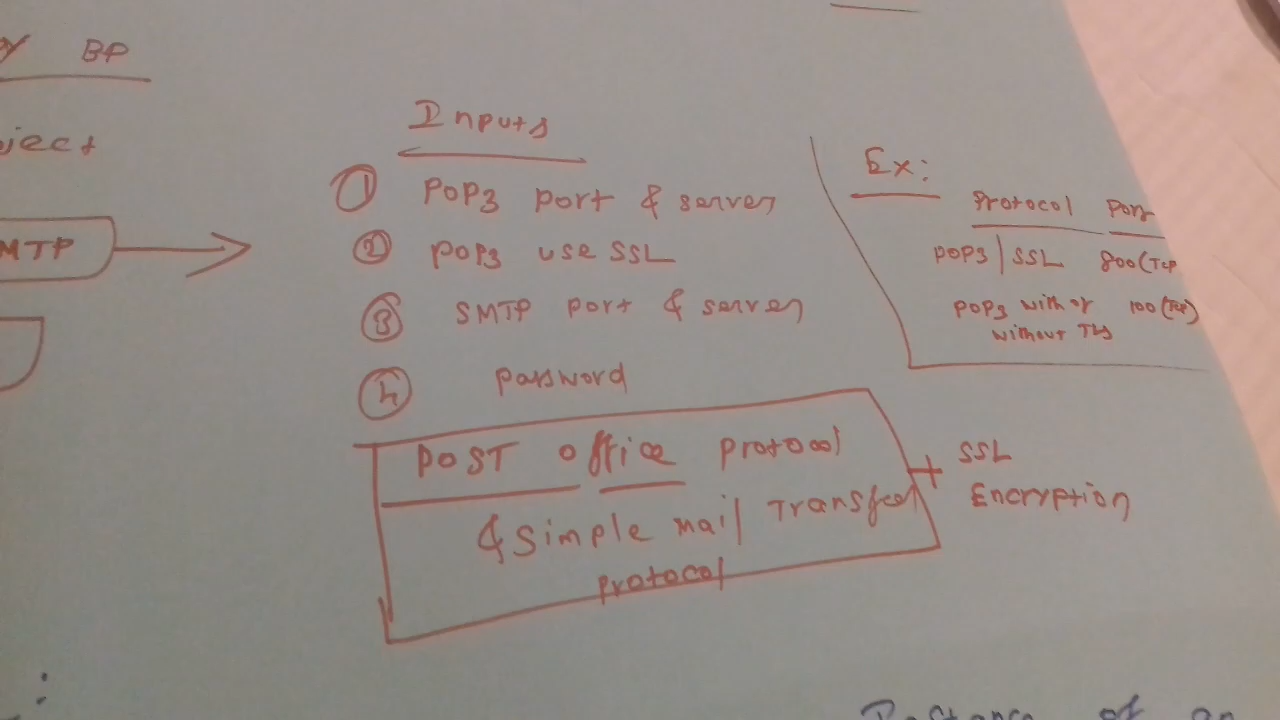 BP
ject
MTP
Inputs
① POP3 port & server
② POP3 use SSL
③ SMTP port & server
④ password
Ex:
Protocol Port
POP3 | SSL 800(TCP
POP3 with or 100(TCP)
without TLS
POST office protocol
& Simple mail Transfer
protocol
+ SSL
Encryption
of an